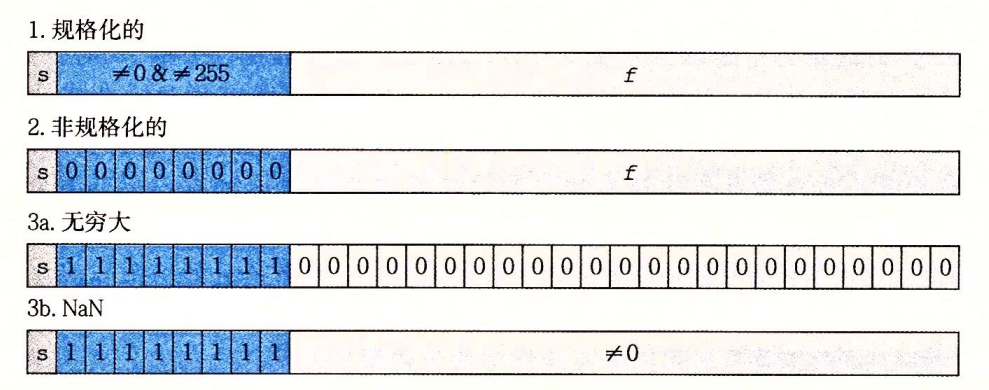 1. 规格化的
s ≠0 & ≠255 f
2. 非规格化的
s 0 0 0 0 0 0 0 0 f
3a. 无穷大
s 1 1 1 1 1 1 1 1 0 0 0 0 0 0 0 0 0 0 0 0 0 0 0 0 0 0 0 0 0 0 0
3b. NaN
s 1 1 1 1 1 1 1 1 ≠0